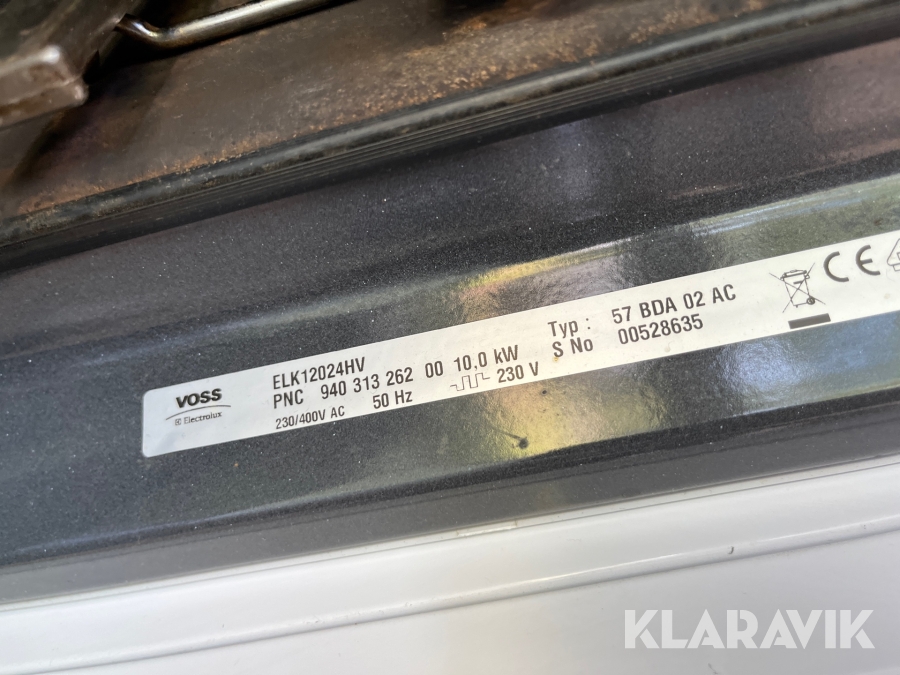 VOSS
Electrolux
ELK12024HV
PNC 940 313 262 00 10,0 kW
230/400V AC 50 Hz 230 V
Typ : 57 BDA 02 AC
S No 00528635
CE
KLARAVIK